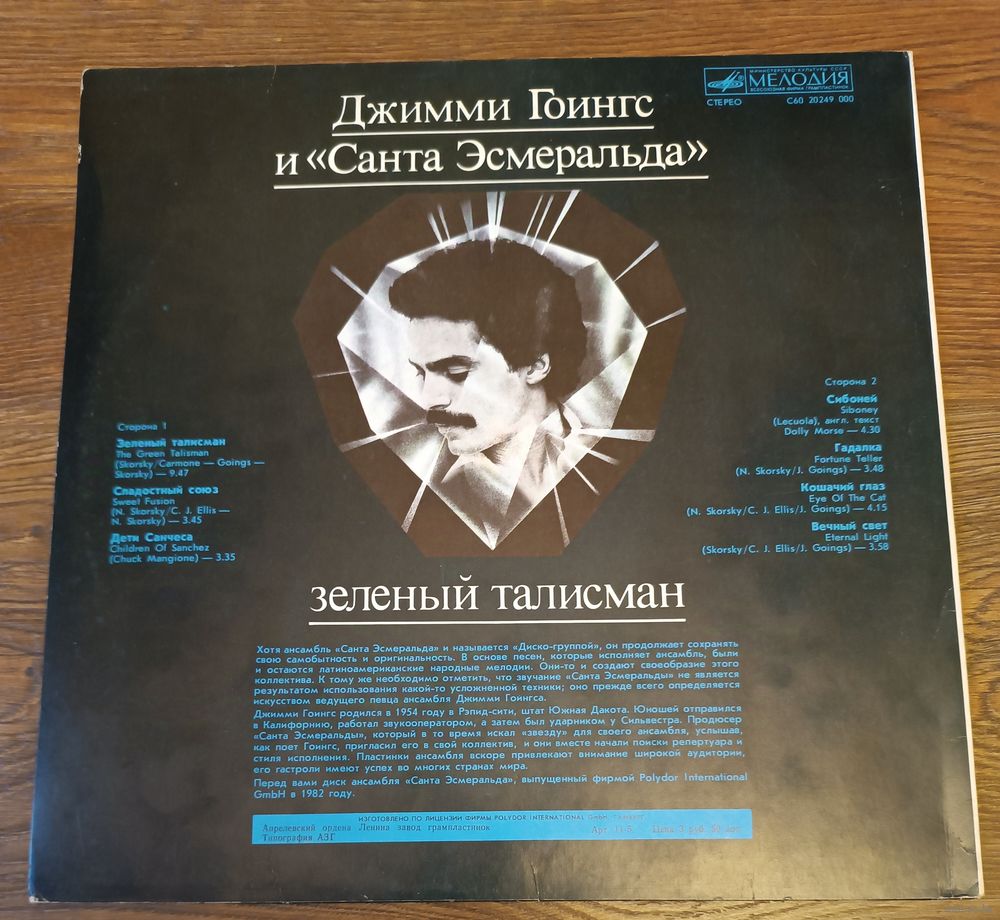 МИНИСТЕРСТВО КУЛЬТУРЫ СССР
МЕЛОДИЯ
ВСЕСОЮЗНАЯ ФИРМА ГРАМПЛАСТИНОК
СТЕРЕО С60 20249 000
Джимми Гоингс
и «Санта Эсмеральда»
Сторона 1
Зеленый талисман
The Green Talisman
(Skorsky/Carmone — Goings —
Skorsky) — 9.47
Сладостный союз
Sweet Fusion
(N. Skorsky/C. J. Ellis —
N. Skorsky) — 3.45
Дети Санчеса
Children Of Sanchez
(Chuck Mangione) — 3.35
Сторона 2
Сибоней
Siboney
(Lecuola), англ. текст
Dolly Morse — 4.30
Гадалка
Fortune Teller
(N. Skorsky/J. Goings) — 3.48
Кошачий глаз
Eye Of The Cat
(N. Skorsky/C. J. Ellis/J. Goings) — 4.15
Вечный свет
Eternal Light
(Skorsky/C. J. Ellis/J. Goings) — 3.58
зеленый талисман
Хотя ансамбль «Санта Эсмеральда» и называется «Диско-группой», он продолжает сохранять
свою самобытность и оригинальность. В основе песен, которые исполняет ансамбль, были
и остаются латиноамериканские народные мелодии. Они-то и создают своеобразие этого
коллектива. К тому же необходимо отметить, что звучание «Санта Эсмеральды» не является
результатом использования какой-то усложненной техники; оно прежде всего определяется
искусством ведущего певца ансамбля Джимми Гоингса.
Джимми Гоингс родился в 1954 году в Рэпид-сити, штат Южная Дакота. Юношей отправился
в Калифорнию, работал звукооператором, а затем был ударником у Сильвестра. Продюсер
«Санта Эсмеральды», который в то время искал «звезду» для своего ансамбля, услышав,
как поет Гоингс, пригласил его в свой коллектив, и они вместе начали поиски репертуара и
стиля исполнения. Пластинки ансамбля вскоре привлекают внимание широкой аудитории,
его гастроли имеют успех во многих странах мира.
Перед вами диск ансамбля «Санта Эсмеральда», выпущенный фирмой Polydor International
GmbH в 1982 году.
ИЗГОТОВЛЕНО ПО ЛИЦЕНЗИИ ФИРМЫ POLYDOR INTERNATIONAL GmbH,
Апрелевский ордена Ленина завод грампластинок Арт. 11-5. Цена 3 руб. 50 коп.
Типография АЗГ